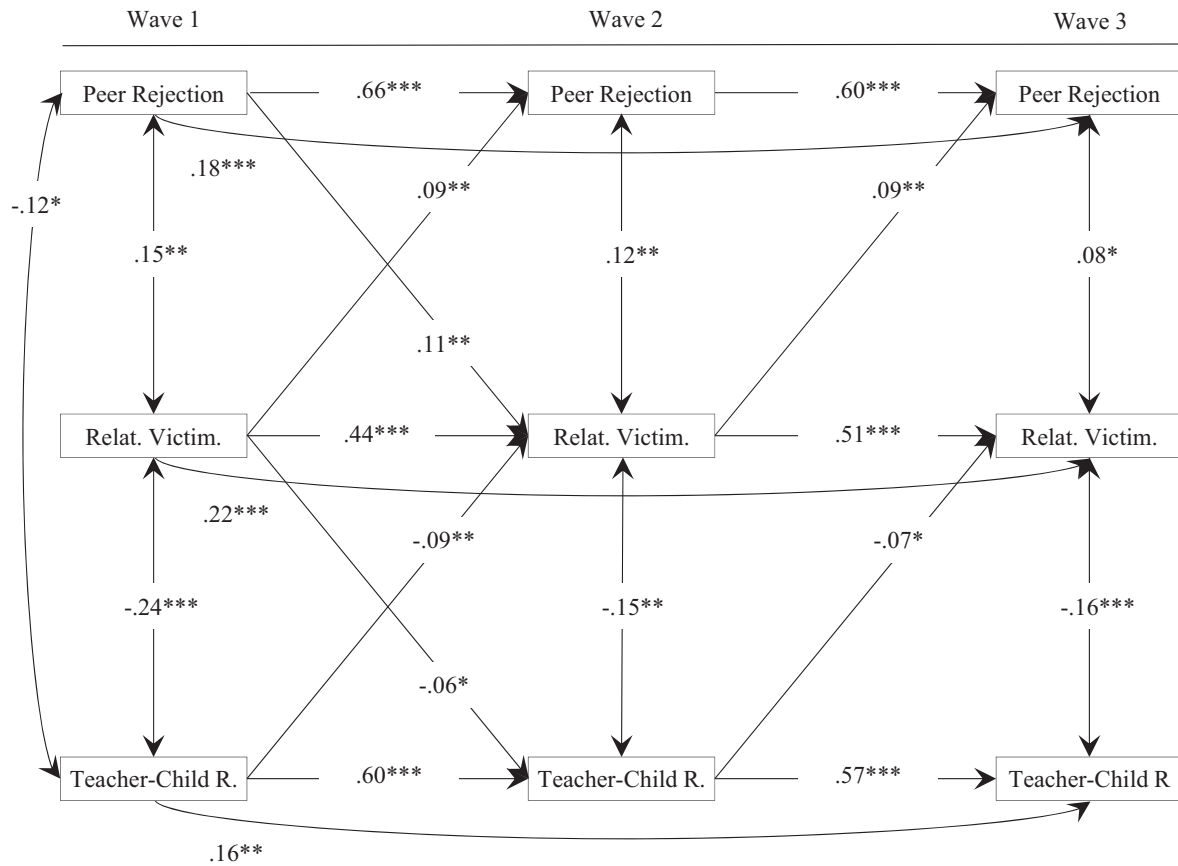 Wave 1 Wave 2 Wave 3
Peer Rejection .66*** Peer Rejection .60*** Peer Rejection
.18***
-.12* .09** .09**
.15** .12** .08*
.11**
Relat. Victim. .44*** Relat. Victim. .51*** Relat. Victim.
.22*** -.09** -.07*
-.24*** -.15** -.16***
-.06*
Teacher-Child R. .60*** Teacher-Child R. .57*** Teacher-Child R
.16**